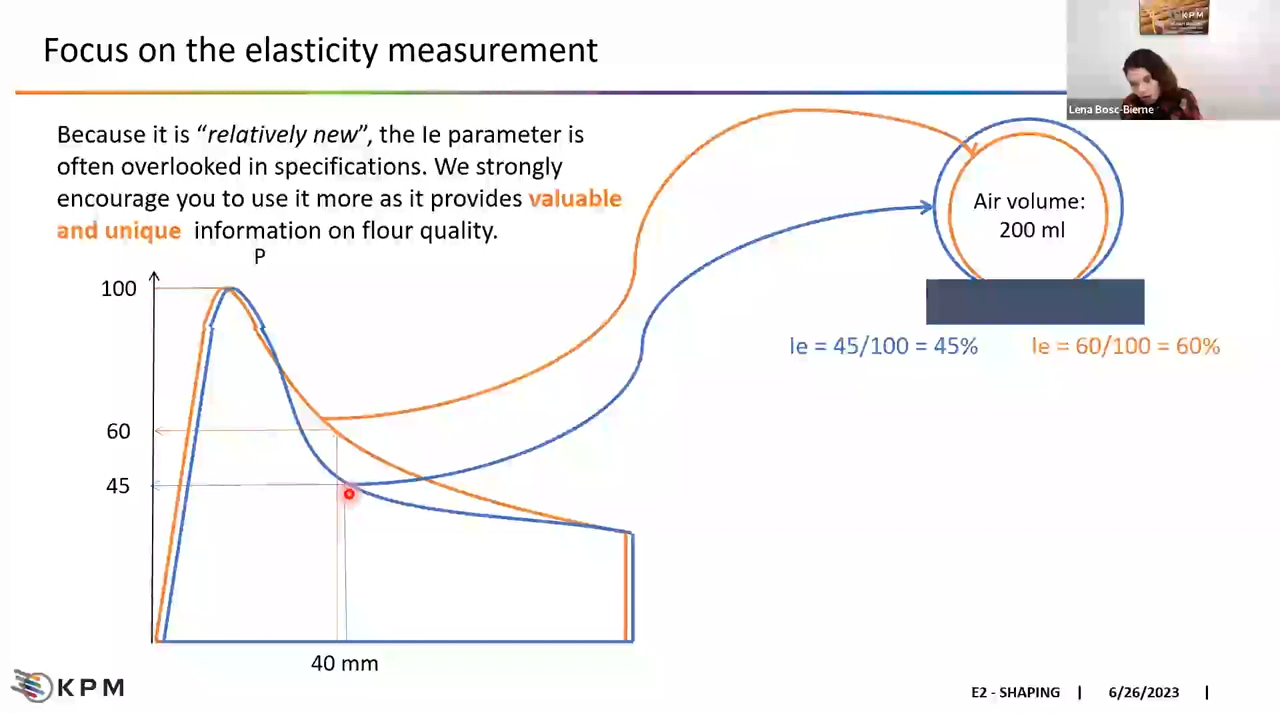 Focus on the elasticity measurement
KPM
Lena Bosc-Bierne
Because it is “relatively new”, the Ie parameter is
often overlooked in specifications. We strongly
encourage you to use it more as it provides valuable
and unique information on flour quality.
P
100
60
45
40 mm
Air volume:
200 ml
Ie = 45/100 = 45%
Ie = 60/100 = 60%
KPM
E2 - SHAPING | 6/26/2023 |